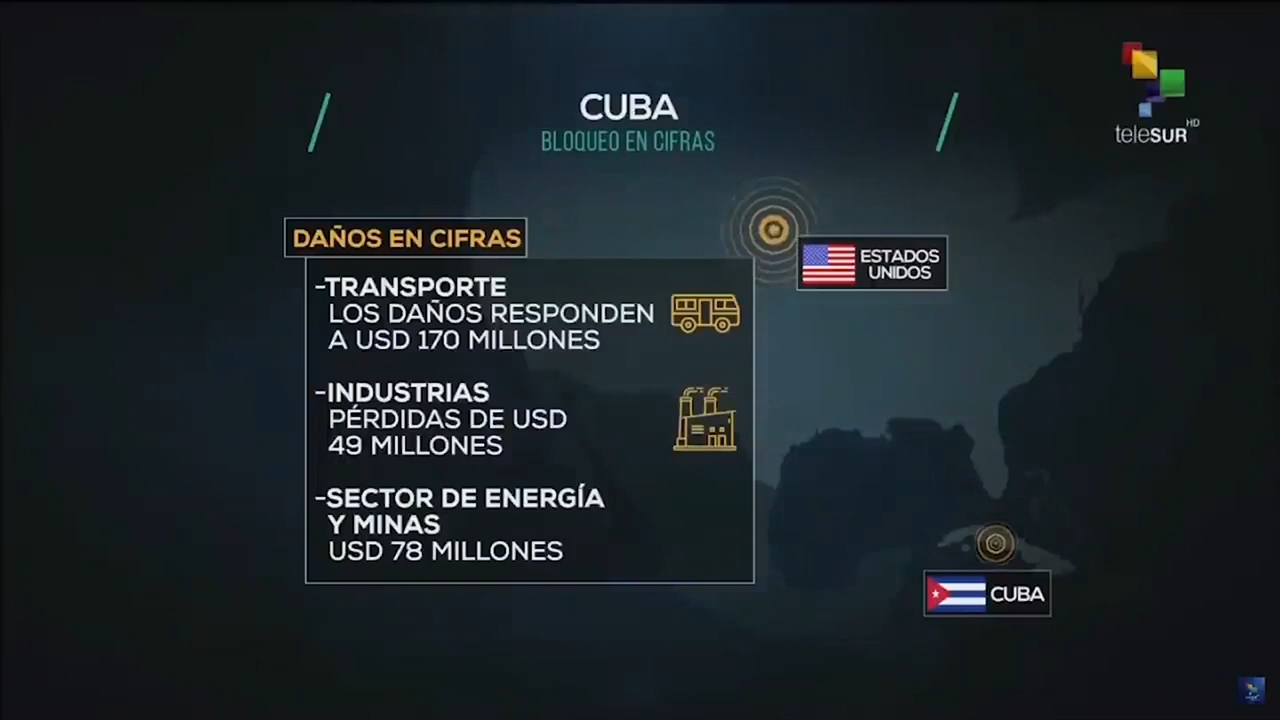 CUBA
BLOQUEO EN CIFRAS
teleSUR HD
DAÑOS EN CIFRAS
ESTADOS
UNIDOS
-TRANSPORTE
LOS DAÑOS RESPONDEN
A USD 170 MILLONES
-INDUSTRIAS
PÉRDIDAS DE USD
49 MILLONES
-SECTOR DE ENERGÍA
Y MINAS
USD 78 MILLONES
CUBA